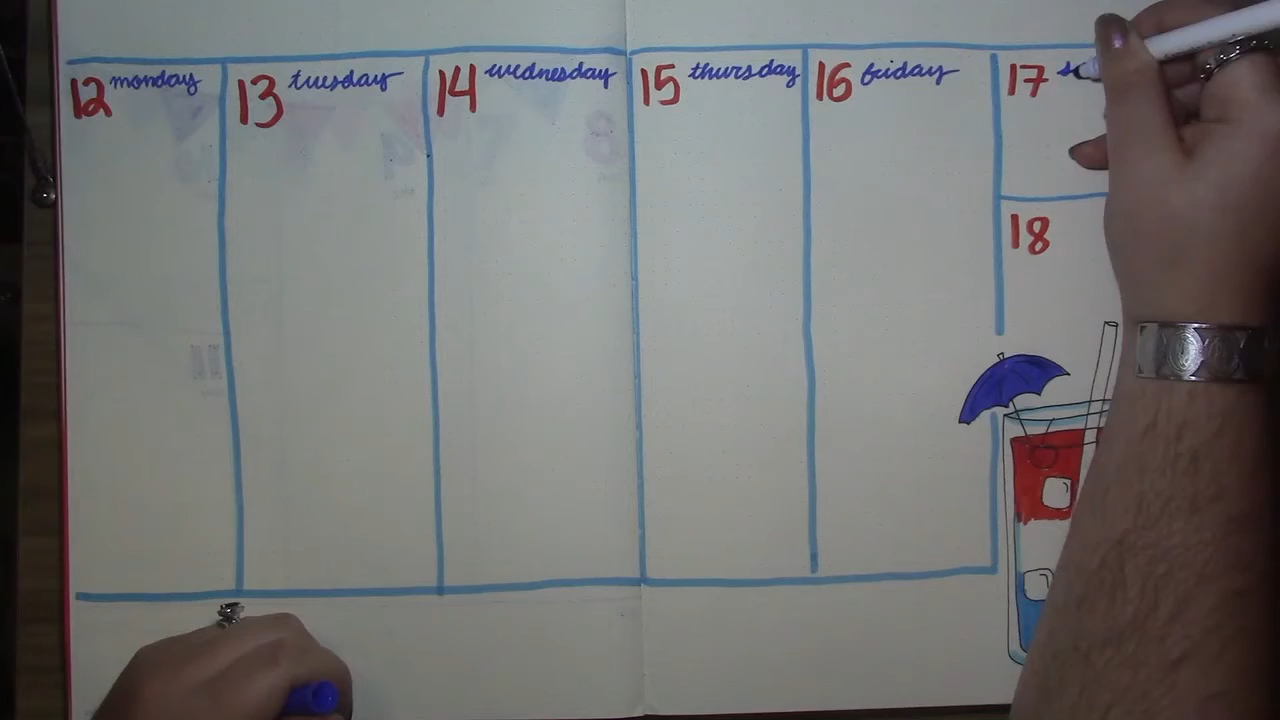 12 monday
13 tuesday
14 wednesday
15 thursday
16 friday
17 s
18